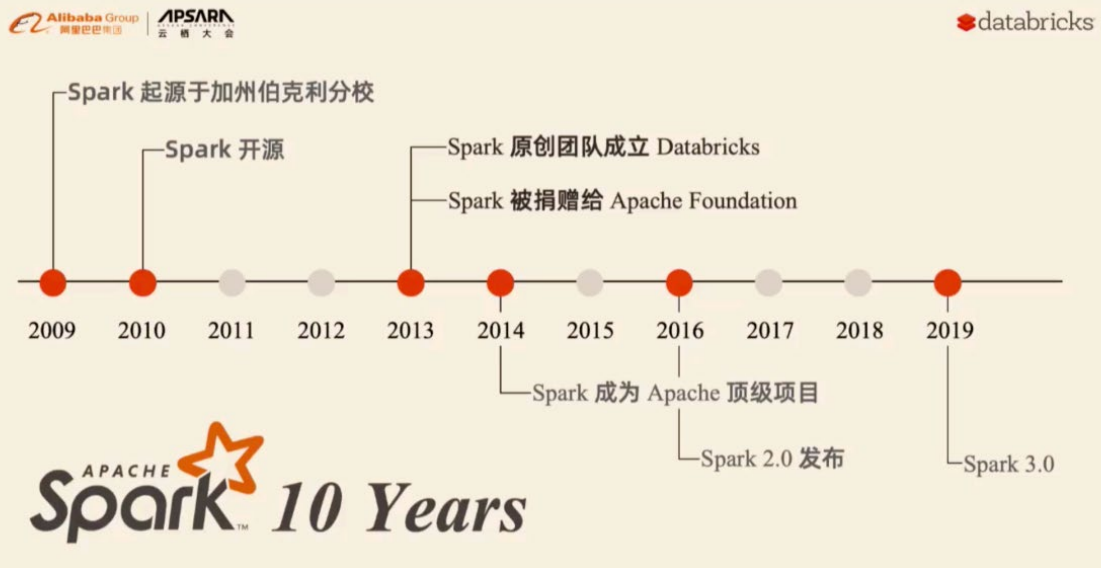 Alibaba Group
阿里巴巴集团
APSARA
云栖大会
databricks
Spark 起源于加州伯克利分校
Spark 开源
Spark 原创团队成立 Databricks
Spark 被捐赠给 Apache Foundation
2009 2010 2011 2012 2013 2014 2015 2016 2017 2018 2019
Spark 成为 Apache 顶级项目
Spark 2.0 发布
Spark 3.0
APACHE
Spark™ 10 Years